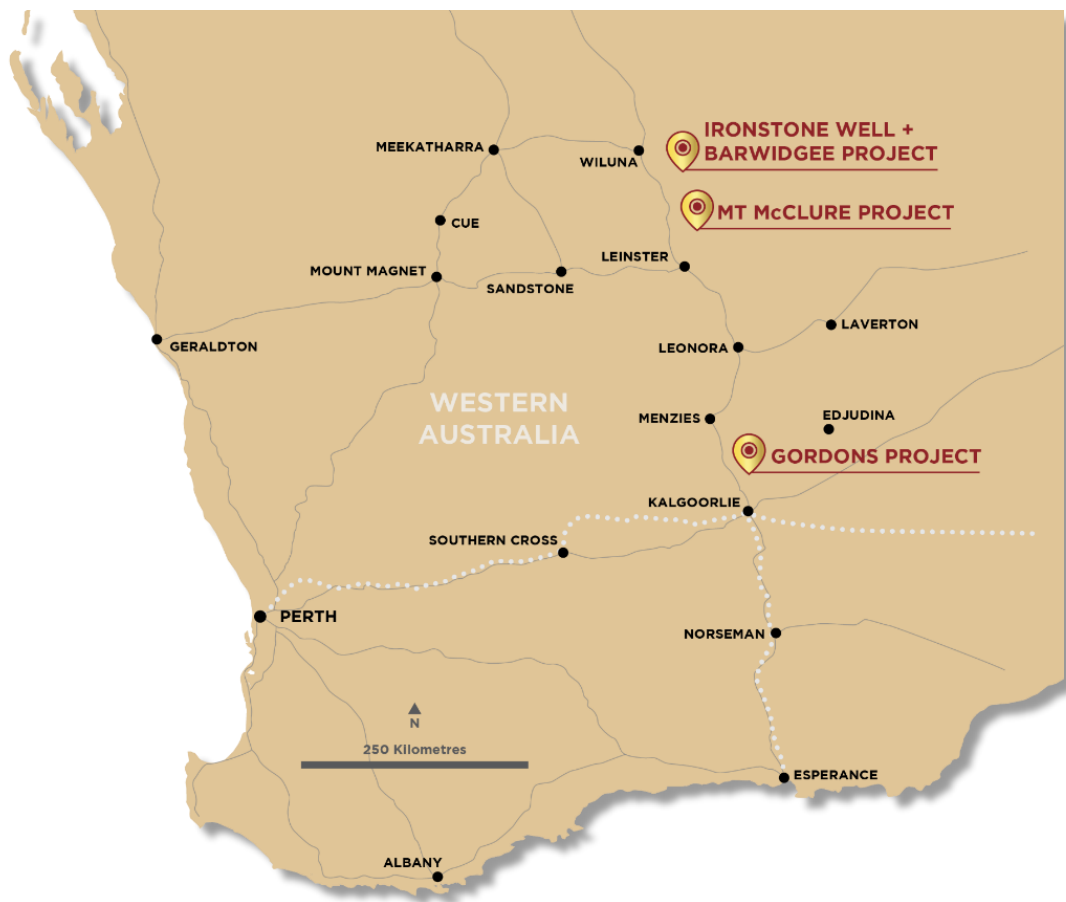 IRONSTONE WELL +
BARWIDGEE PROJECT
MEEKATHARRA
WILUNA
MT McCLURE PROJECT
CUE
LEINSTER
MOUNT MAGNET
SANDSTONE
LAVERTON
GERALDTON
LEONORA
WESTERN
AUSTRALIA
MENZIES
EDJUDINA
GORDONS PROJECT
KALGOORLIE
SOUTHERN CROSS
PERTH
NORSEMAN
N
250 Kilometres
ESPERANCE
ALBANY